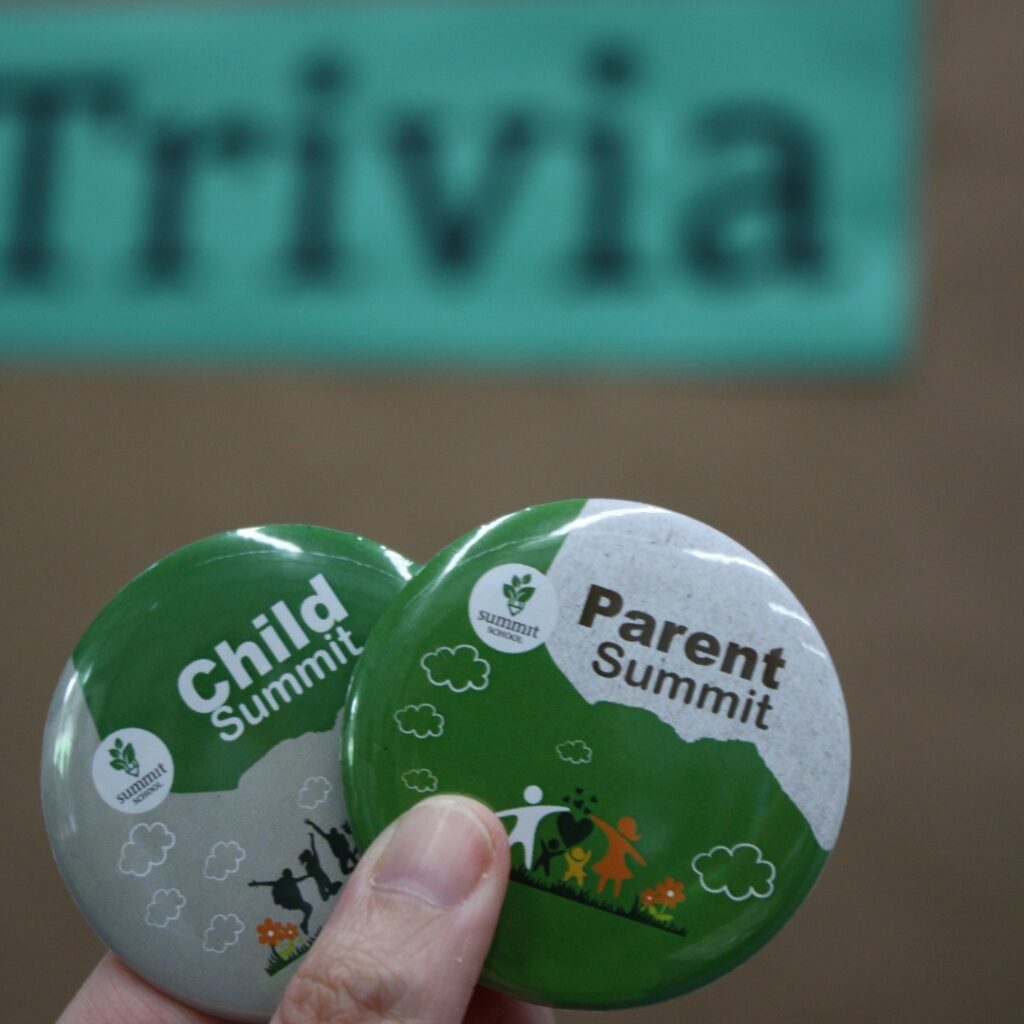 Trivia
Child
Summit
summit
SCHOOL
Parent
Summit
summit
SCHOOL